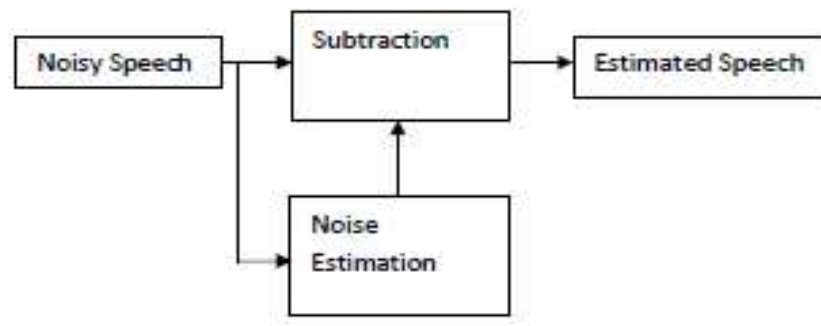 Noisy Speech
Subtraction
Estimated Speech
Noise
Estimation